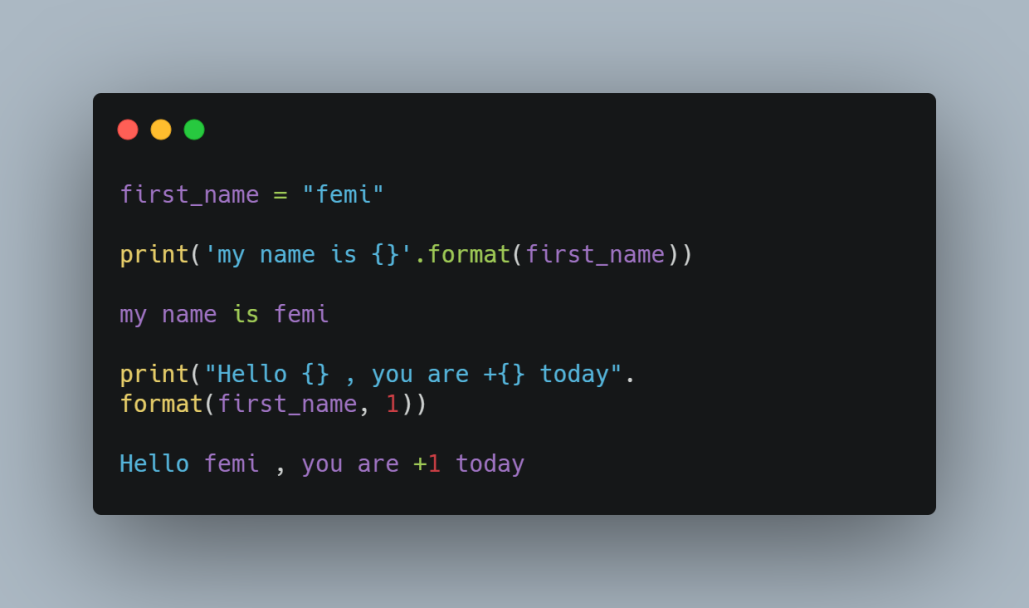 first_name = "femi"
print('my name is {}'.format(first_name))
my name is femi
print("Hello {} , you are +{} today".
format(first_name, 1))
Hello femi , you are +1 today